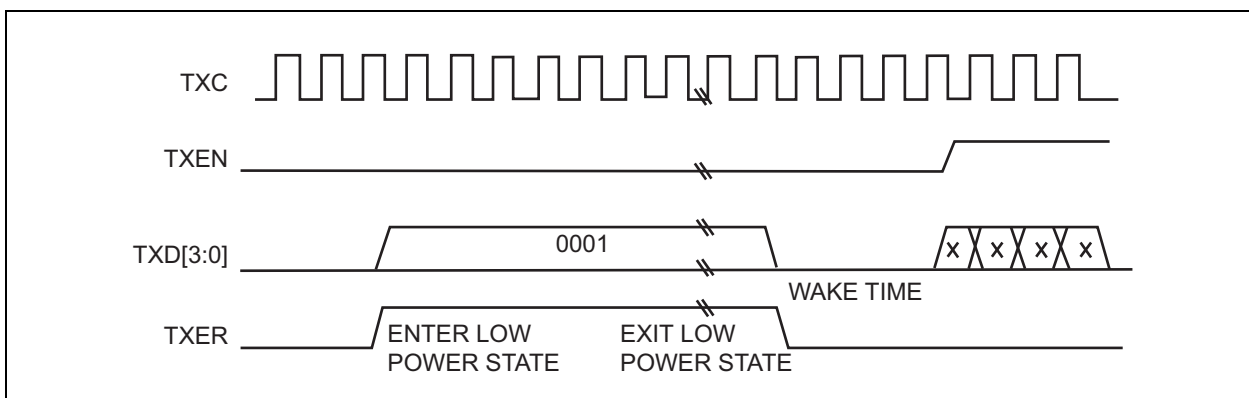 TXC
TXEN
TXD[3:0]
0001
x x x x
WAKE TIME
TXER
ENTER LOW
POWER STATE
EXIT LOW
POWER STATE